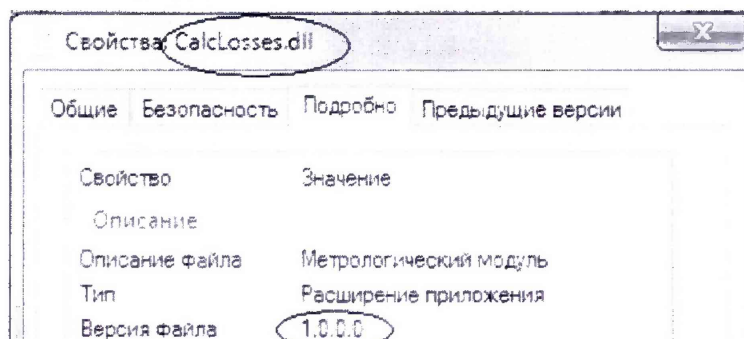 Свойства: CalcLosses.dll
Общие Безопасность Подробно Предыдущие версии
Свойство Значение
Описание
Описание файла Метрологический модуль
Тип Расширение приложения
Версия файла 1.0.0.0